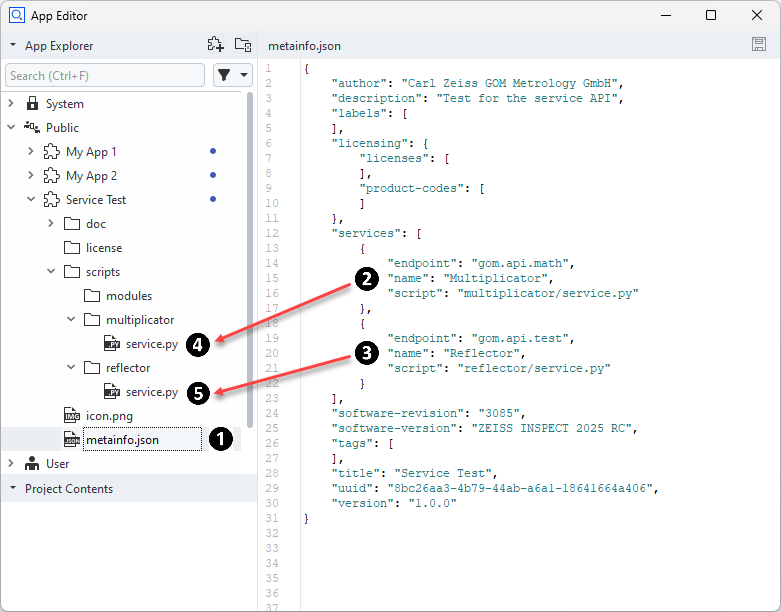 App Editor
App Explorer
metainfo.json
Search (Ctrl+F)
System
Public
My App 1
My App 2
Service Test
doc
license
scripts
modules
multiplicator
service.py
4
reflector
service.py
5
icon.png
metainfo.json
1
User
Project Contents
1 {
2 "author": "Carl Zeiss GOM Metrology GmbH",
3 "description": "Test for the service API",
4 "labels": [
5 ],
6 "licensing": {
7 "licenses": [
8 ],
9 "product-codes": [
10 ]
11 },
12 "services": [
13 {
14 "endpoint": "gom.api.math",
15 2 "name": "Multiplicator",
16 "script": "multiplicator/service.py"
17 },
18 {
19 "endpoint": "gom.api.test",
20 3 "name": "Reflector",
21 "script": "reflector/service.py"
22 }
23 ],
24 "software-revision": "3085",
25 "software-version": "ZEISS INSPECT 2025 RC",
26 "tags": [
27 ],
28 "title": "Service Test",
29 "uuid": "8bc26aa3-4b79-44ab-a6a1-18641664a406",
30 "version": "1.0.0"
31 }
32
33
34
35
36
37